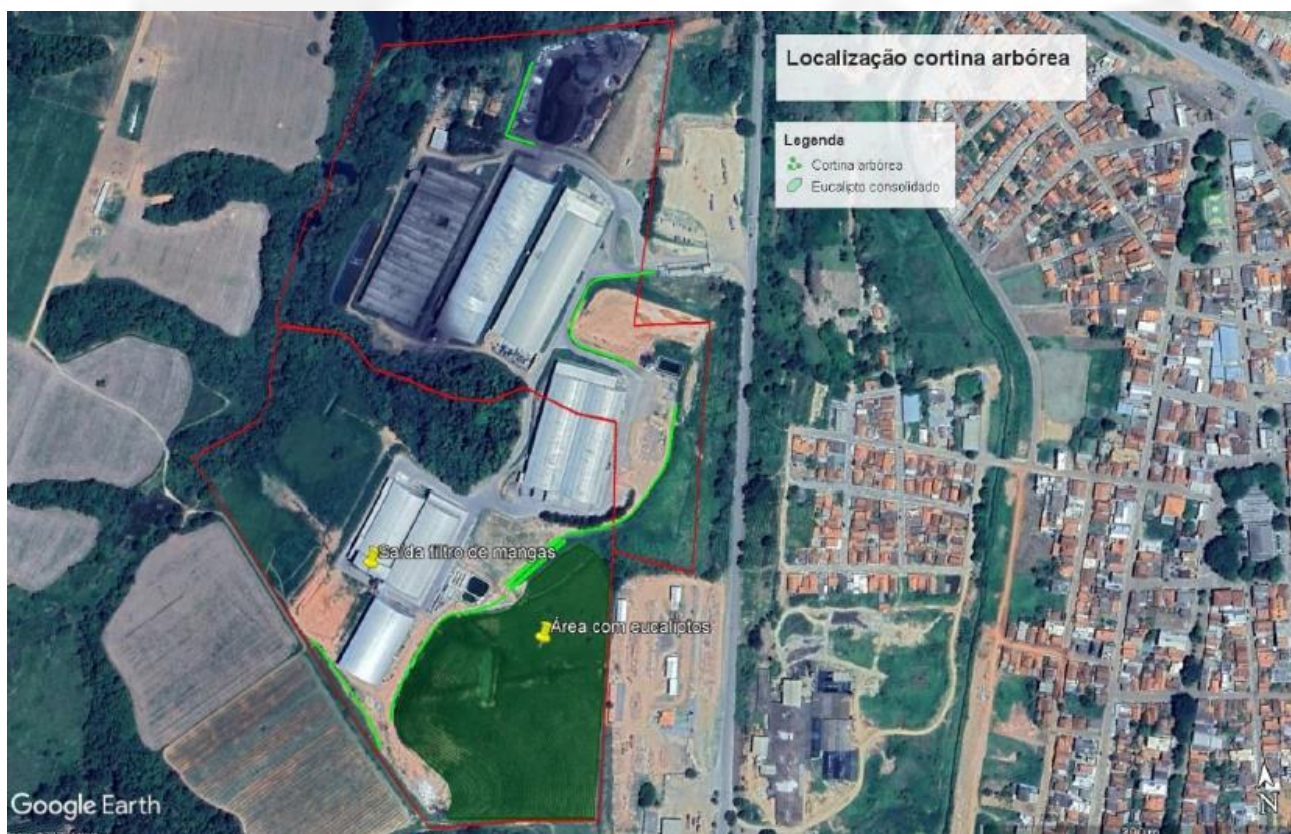 Localização cortina arbórea
Legenda
Cortina arbórea
Eucalipto consolidado
Saída filtro de mangas
Área com eucaliptos
Google Earth
N